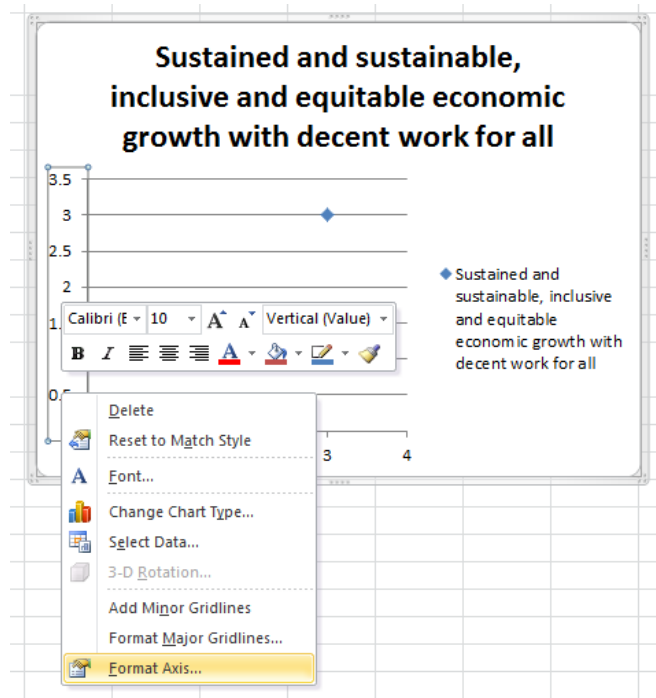 Sustained and sustainable,
inclusive and equitable economic
growth with decent work for all
3.5
3
2.5
2
1.
0.5
3
4
Sustained and
sustainable, inclusive
and equitable
economic growth with
decent work for all
Calibri (E 10 A A Vertical (Value)
B I A
Delete
Reset to Match Style
A Font...
Change Chart Type...
Select Data...
3-D Rotation...
Add Minor Gridlines
Format Major Gridlines...
Format Axis...